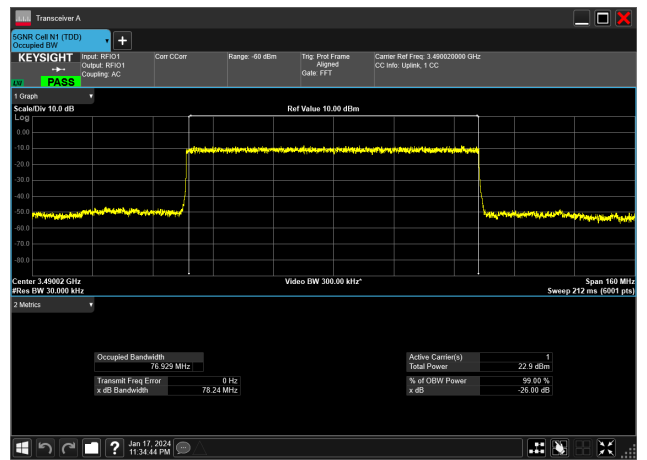 Transceiver A
5GNR Cell N1 (TDD)
Occupied BW
KEYSIGHT
LXI
PASS
Input: RFIO1
Output: RFIO1
Coupling: AC
Corr CCorr
Range: -60 dBm
Trig: Prot Frame
Aligned
Gate: FFT
Carrier Ref Freq: 3.490020000 GHz
CC Info: Uplink, 1 CC
1 Graph
Scale/Div 10.0 dB
Ref Value 10.00 dBm
Log
0.00
-10.0
-20.0
-30.0
-40.0
-50.0
-60.0
-70.0
-80.0
Center 3.49002 GHz
Video BW 300.00 kHz*
Span 160 MHz
#Res BW 30.000 kHz
Sweep 212 ms (6001 pts)
2 Metrics
Occupied Bandwidth
76.929 MHz
Transmit Freq Error 0 Hz
x dB Bandwidth 78.24 MHz
Active Carrier(s) 1
Total Power 22.9 dBm
% of OBW Power 99.00 %
x dB -26.00 dB
Jan 17, 2024
11:34:44 PM